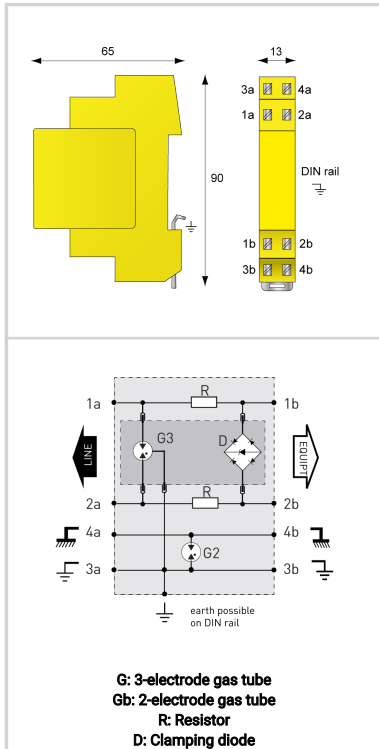 65
13
3a 4a
1a 2a
90
DIN rail
1b 2b
3b 4b
R
1a 1b
G3 D
LINE
EQUIPT
R
2a 2b
4a 4b
G2
3a 3b
earth possible
on DIN rail
G: 3-electrode gas tube
Gb: 2-electrode gas tube
R: Resistor
D: Clamping diode